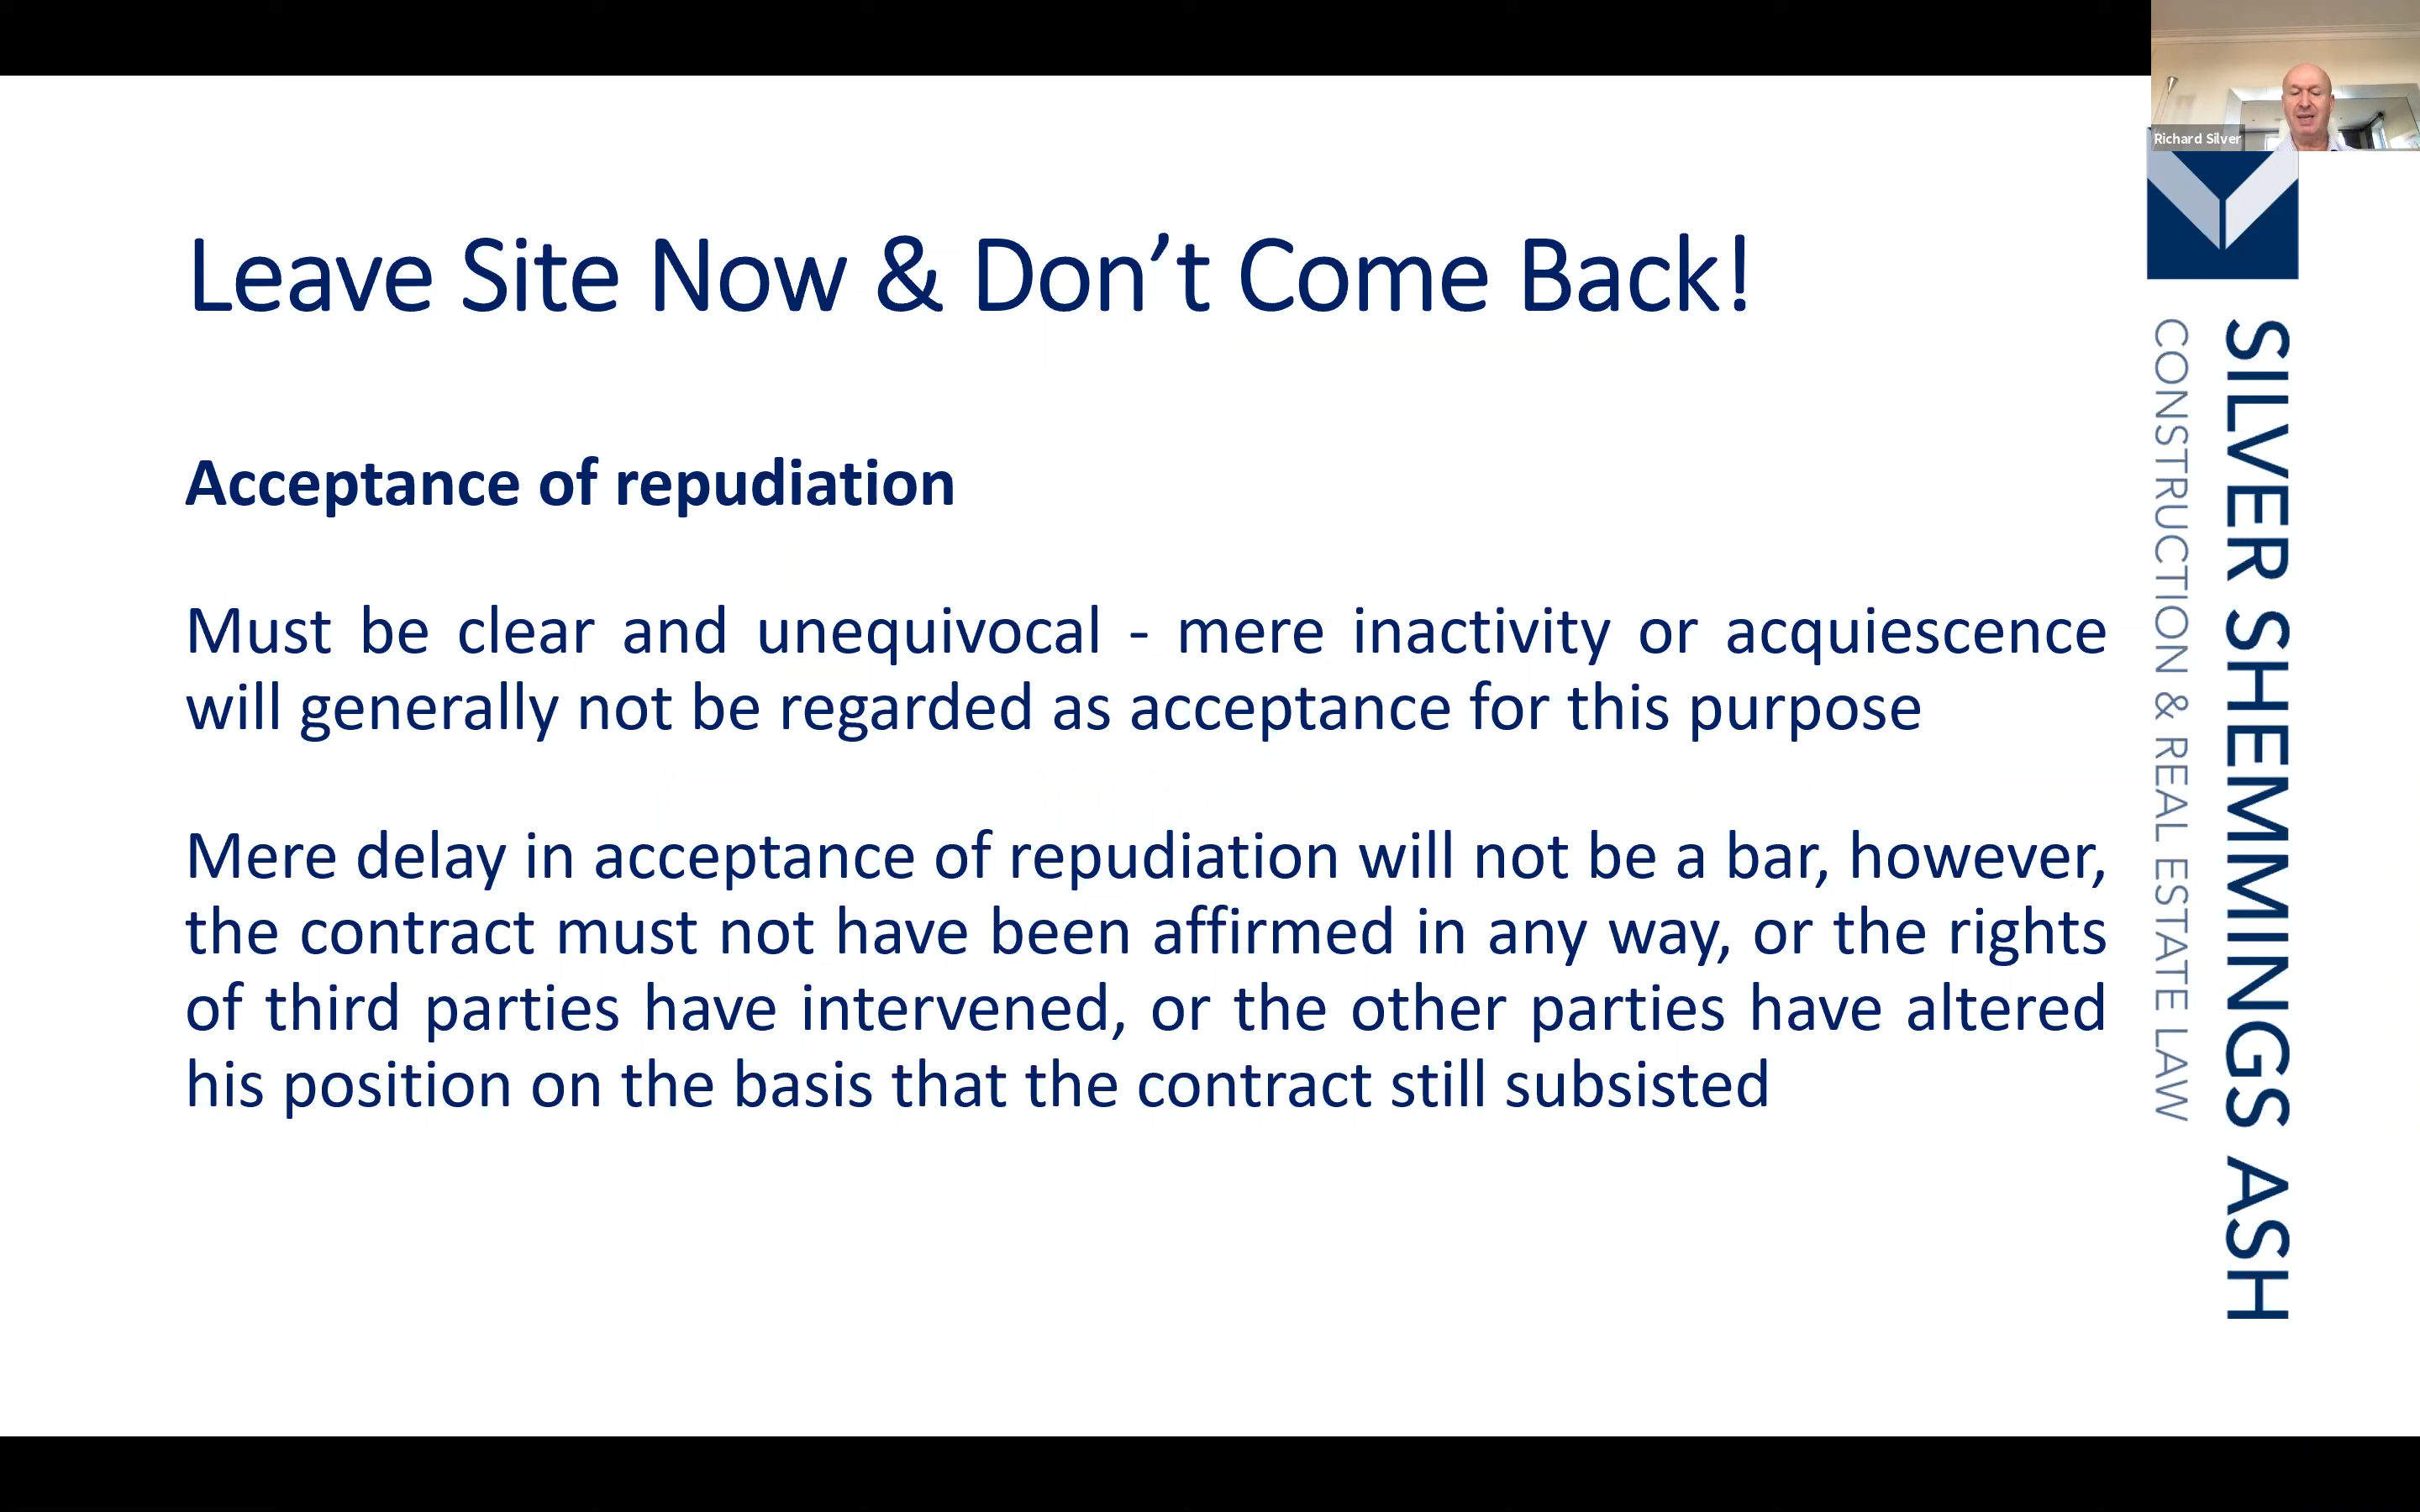 Richard Silver
Leave Site Now & Don’t Come Back!
Acceptance of repudiation
Must be clear and unequivocal - mere inactivity or acquiescence
will generally not be regarded as acceptance for this purpose
Mere delay in acceptance of repudiation will not be a bar, however,
the contract must not have been affirmed in any way, or the rights
of third parties have intervened, or the other parties have altered
his position on the basis that the contract still subsisted
SILVER SHEMMINGS ASH
CONSTRUCTION & REAL ESTATE LAW